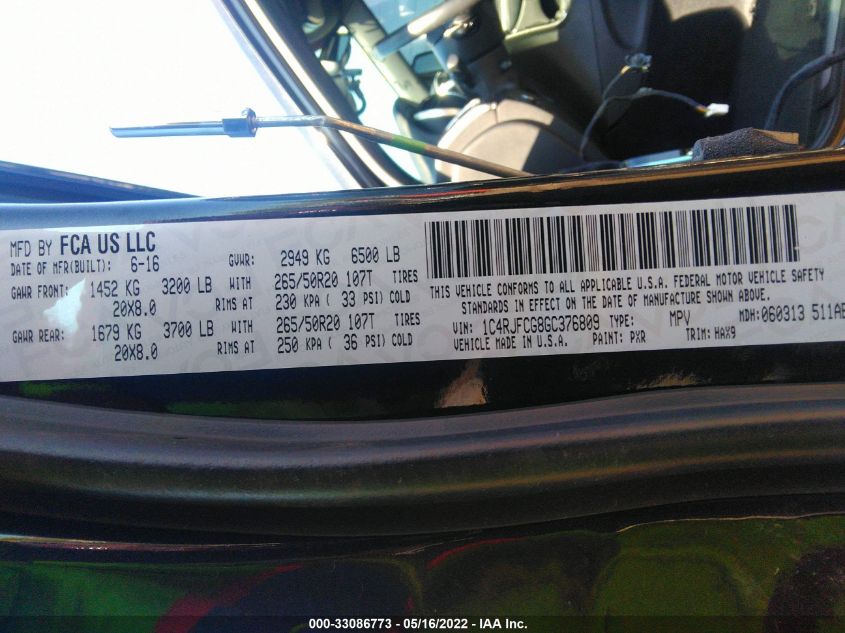 MFD BY FCA US LLC
DATE OF MFR(BUILT): 6-16 GVWR: 2949 KG 6500 LB
GAWR FRONT: 1452 KG 3200 LB WITH 265/50R20 107T TIRES
20X8.0 RIMS AT 230 KPA ( 33 PSI) COLD
GAWR REAR: 1679 KG 3700 LB WITH 265/50R20 107T TIRES
20X8.0 RIMS AT 250 KPA ( 36 PSI) COLD
THIS VEHICLE CONFORMS TO ALL APPLICABLE U.S.A. FEDERAL MOTOR VEHICLE SAFETY
STANDARDS IN EFFECT ON THE DATE OF MANUFACTURE SHOWN ABOVE.
VIN: 1C4RJFCG8GC376809 TYPE: MPV MDH: 060313 511AE
VEHICLE MADE IN U.S.A. PAINT: PXR TRIM: HAX9
000-33086773 - 05/16/2022 - IAA Inc.